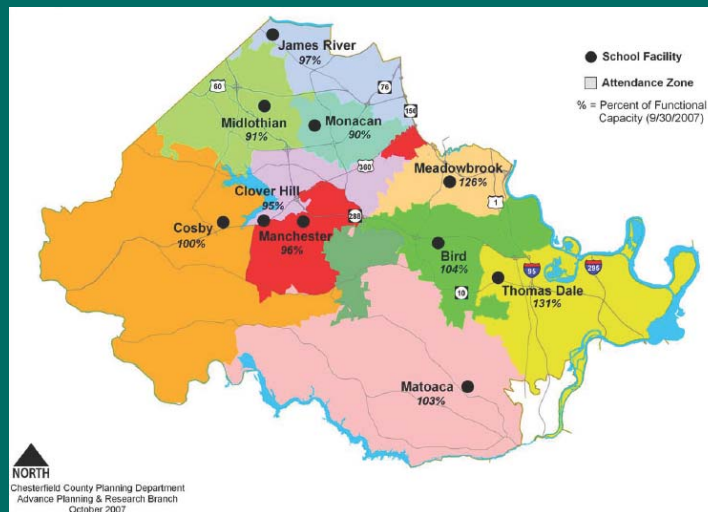 James River
97%
60
76
150
Midlothian
91%
Monacan
90%
360
Meadowbrook
126%
1
Clover Hill
95%
288
Cosby
100%
Manchester
96%
Bird
104%
95
295
10
Thomas Dale
131%
Matoaca
103%
School Facility
Attendance Zone
% = Percent of Functional
Capacity (9/30/2007)
NORTH
Chesterfield County Planning Department
Advance Planning & Research Branch
October 2007